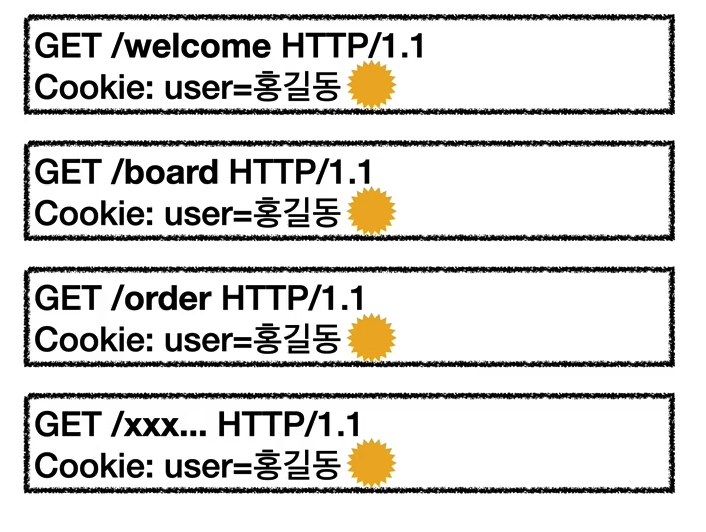 GET /welcome HTTP/1.1
Cookie: user=홍길동
GET /board HTTP/1.1
Cookie: user=홍길동
GET /order HTTP/1.1
Cookie: user=홍길동
GET /xxx... HTTP/1.1
Cookie: user=홍길동